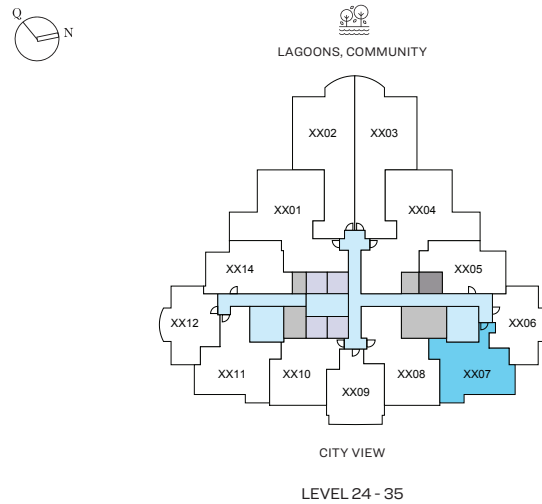 Q
N
LAGOONS, COMMUNITY
XX02 XX03
XX01 XX04
XX14 XX05
XX12 XX06
XX11 XX10 XX09 XX08 XX07
CITY VIEW
LEVEL 24 - 35